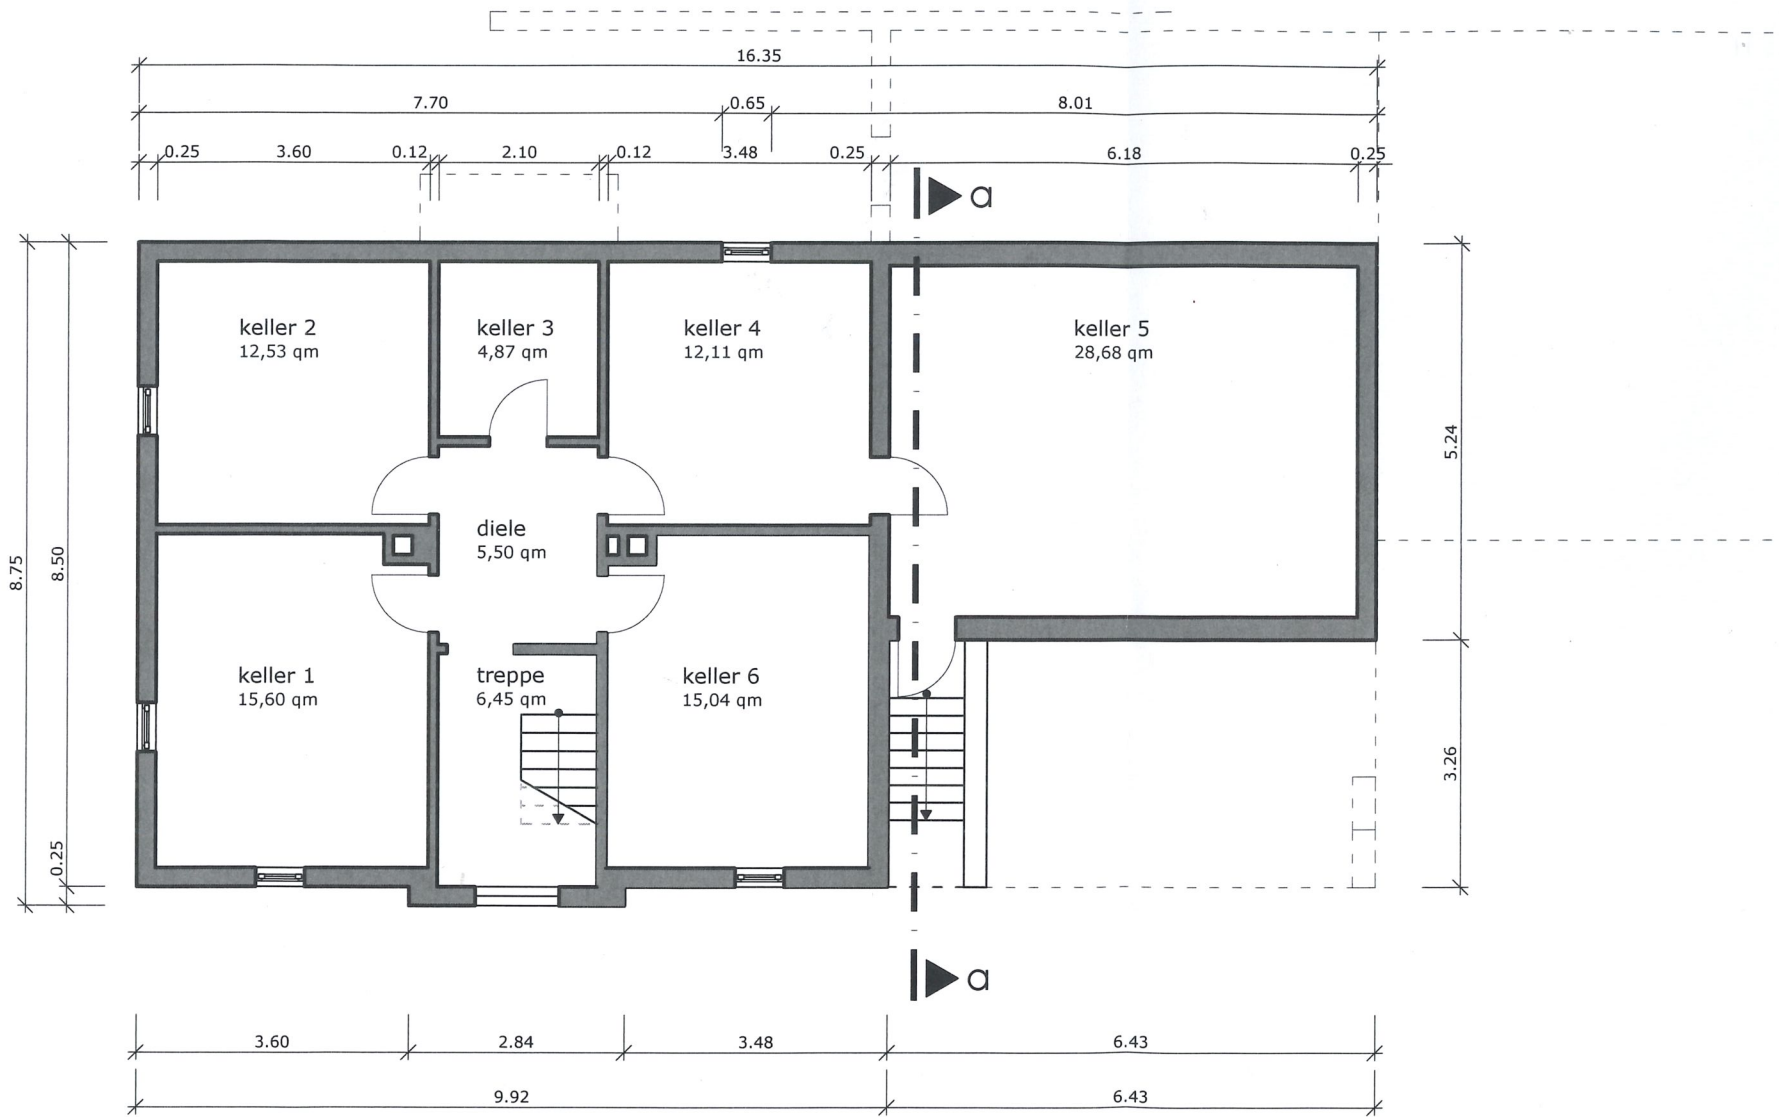 16.35
7.70 0.65 8.01
0.25 3.60 0.12 2.10 0.12 3.48 0.25 6.18 0.25
a
keller 2
12,53 qm
keller 3
4,87 qm
keller 4
12,11 qm
keller 5
28,68 qm
5.24
diele
5,50 qm
8.75
8.50
keller 1
15,60 qm
treppe
6,45 qm
keller 6
15,04 qm
3.26
0.25
a
3.60 2.84 3.48 6.43
9.92 6.43